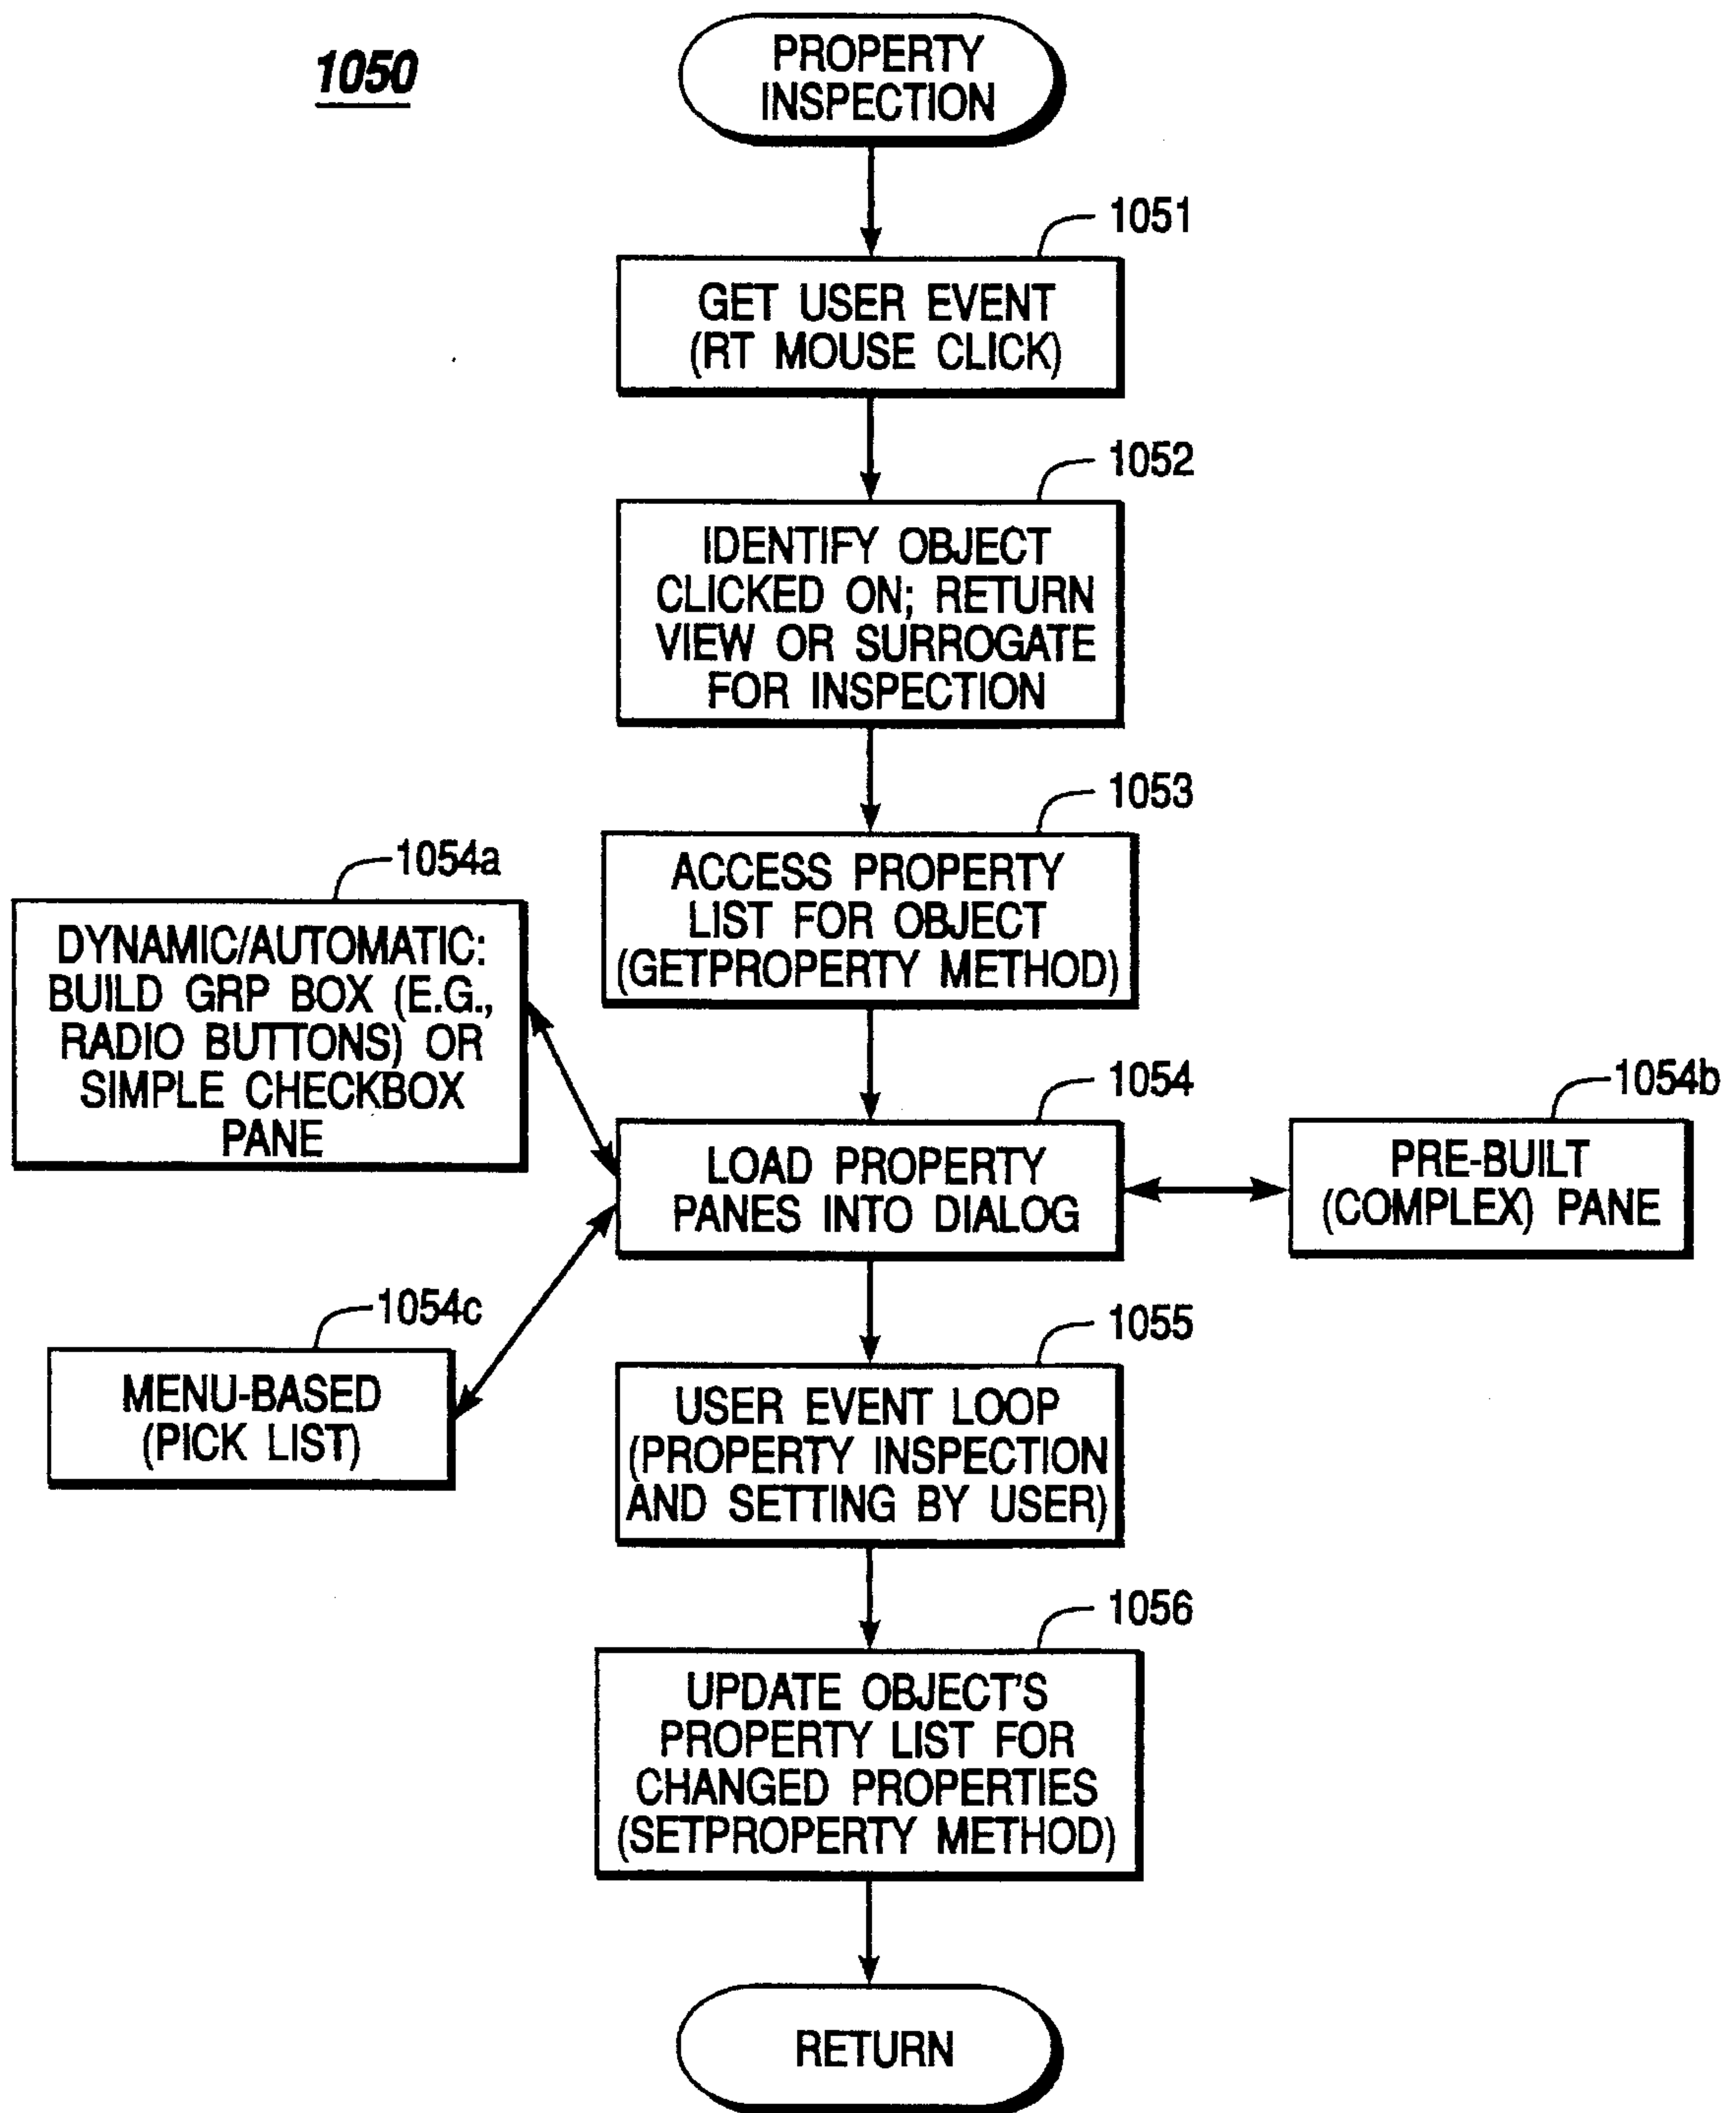 1050
PROPERTY
INSPECTION
1051
GET USER EVENT
(RT MOUSE CLICK)
1052
IDENTIFY OBJECT
CLICKED ON; RETURN
VIEW OR SURROGATE
FOR INSPECTION
1053
ACCESS PROPERTY
LIST FOR OBJECT
(GETPROPERTY METHOD)
1054a
DYNAMIC/AUTOMATIC:
BUILD GRP BOX (E.G.,
RADIO BUTTONS) OR
SIMPLE CHECKBOX
PANE
1054
LOAD PROPERTY
PANES INTO DIALOG
1054b
PRE-BUILT
(COMPLEX) PANE
1054c
MENU-BASED
(PICK LIST)
1055
USER EVENT LOOP
(PROPERTY INSPECTION
AND SETTING BY USER)
1056
UPDATE OBJECT'S
PROPERTY LIST FOR
CHANGED PROPERTIES
(SETPROPERTY METHOD)
RETURN